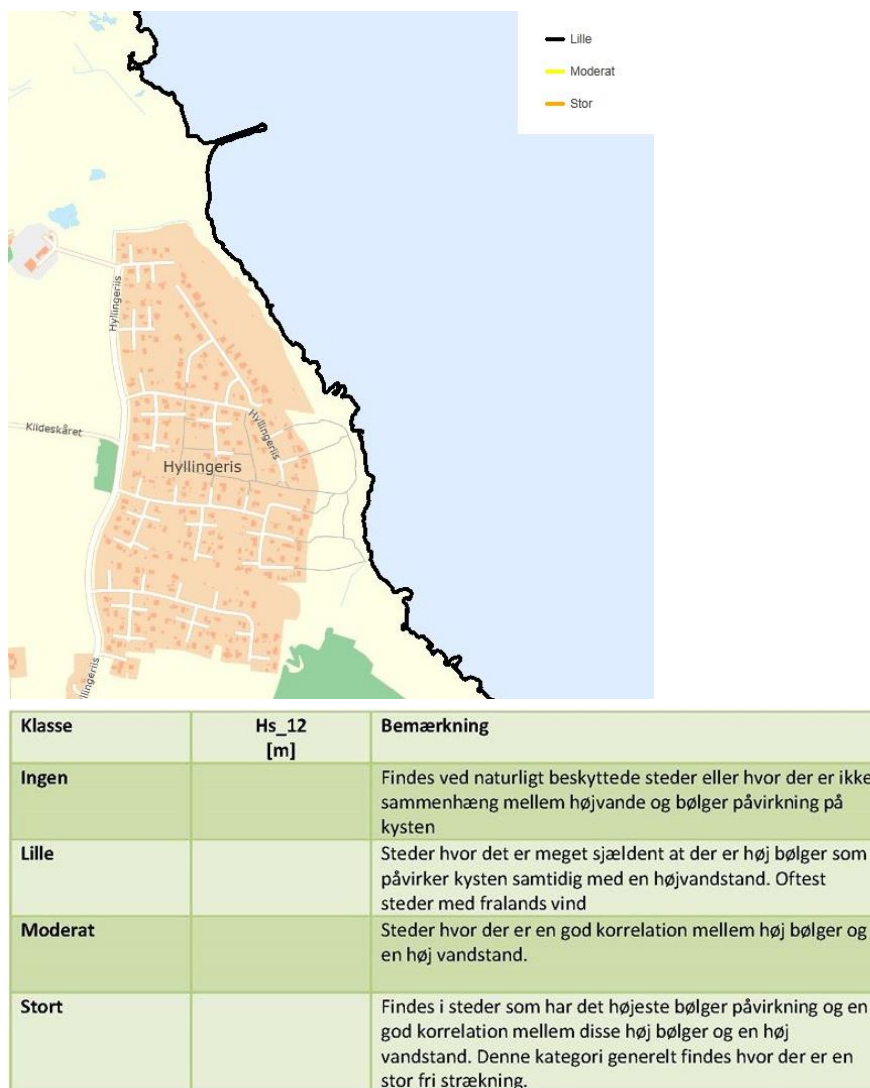 Lille
Moderat
Stor
Hyllingeriis
Kildeskåret
Hyllingeriis
Hyllingeris
llingeriis
Klasse
Hs_12
[m]
Bemærkning
Ingen
Findes ved naturligt beskyttede steder eller hvor der er ikke
sammenhæng mellem højvande og bølger påvirkning på
kysten
Lille
Steder hvor det er meget sjældent at der er høj bølger som
påvirker kysten samtidig med en højvandstand. Oftest
steder med fralands vind
Moderat
Steder hvor der er en god korrelation mellem høj bølger og
en høj vandstand.
Stort
Findes i steder som har det højeste bølger påvirkning og en
god korrelation mellem disse høj bølger og en høj
vandstand. Denne kategori generelt findes hvor der er en
stor fri strækning.